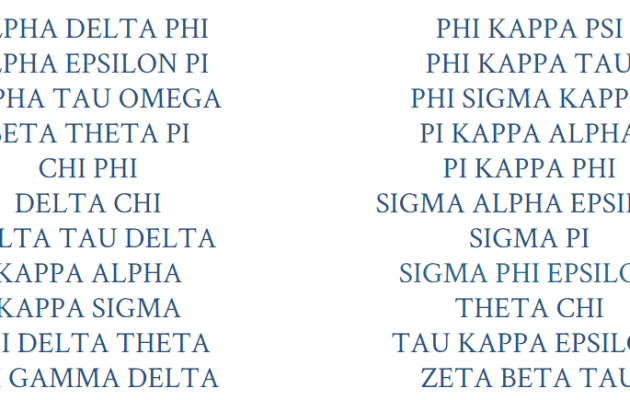 LPHA DELTA PHI
LPHA EPSILON PI
PHA TAU OMEGA
BETA THETA PI
CHI PHI
DELTA CHI
LTA TAU DELTA
KAPPA ALPHA
KAPPA SIGMA
I DELTA THETA
I GAMMA DELTA
PHI KAPPA PSI
PHI KAPPA TAU
PHI SIGMA KAPP
PI KAPPA ALPHA
PI KAPPA PHI
SIGMA ALPHA EPSI
SIGMA PI
SIGMA PHI EPSILO
THETA CHI
TAU KAPPA EPSILO
ZETA BETA TAU